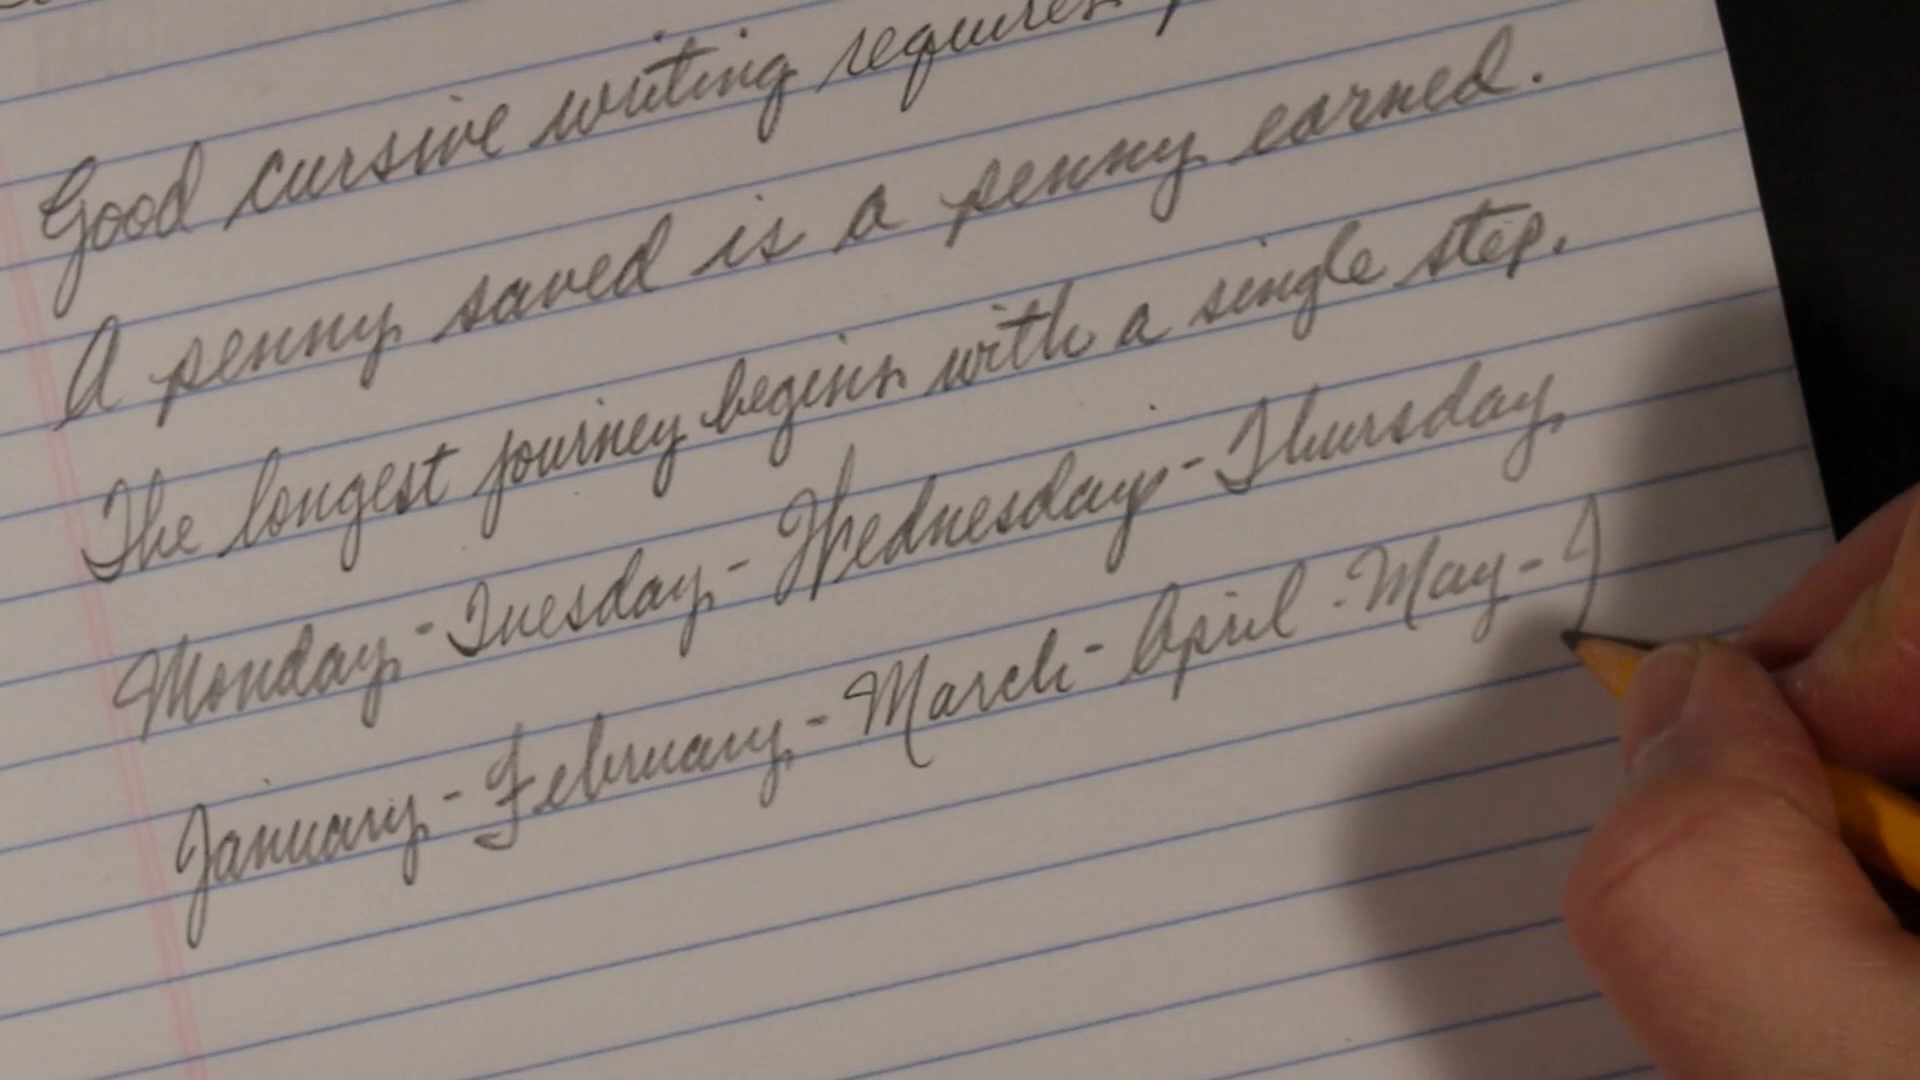 Good cursive writing requires
A penny saved is a penny earned.
The longest journey begins with a single step.
Monday - Tuesday - Wednesday - Thursday
January - February - March - April - May - J